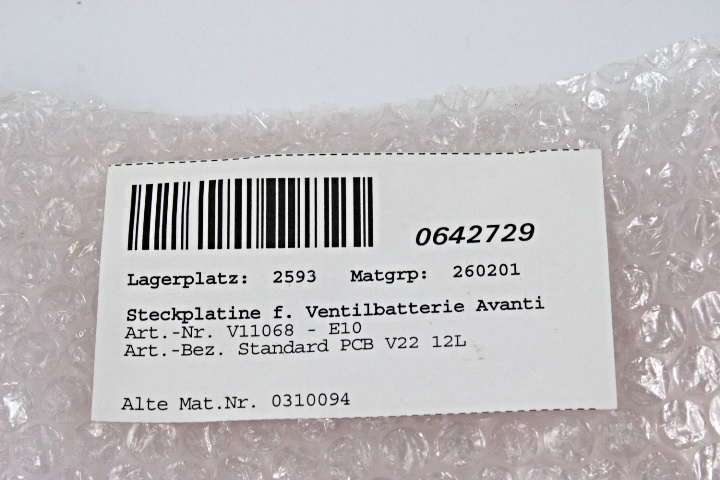 0642729
Lagerplatz: 2593 Matgrp: 260201
Steckplatine f. Ventilbatterie Avanti
Art.-Nr. V11068 - E10
Art.-Bez. Standard PCB V22 12L
Alte Mat.Nr. 0310094